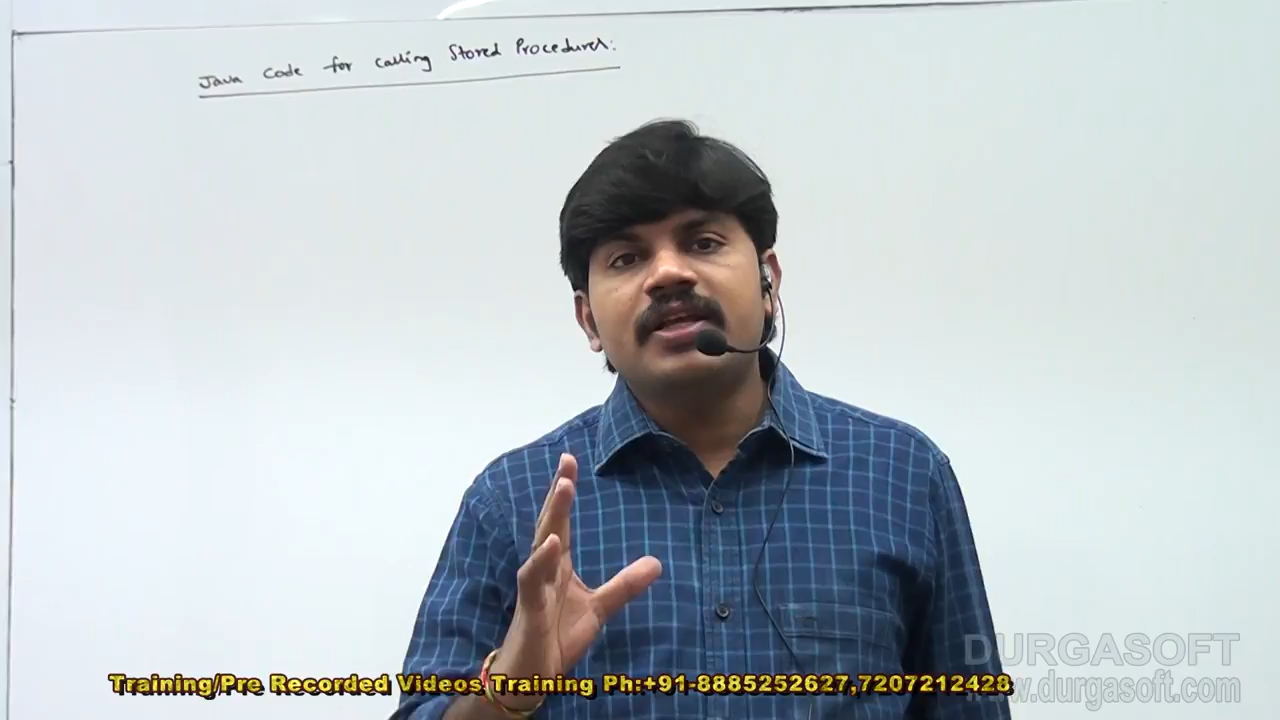 Java Code for calling Stored Procedures:
DURGASOFT
Training/Pre Recorded Videos Training Ph:+91-8885252627,7207212428
www.durgasoft.com